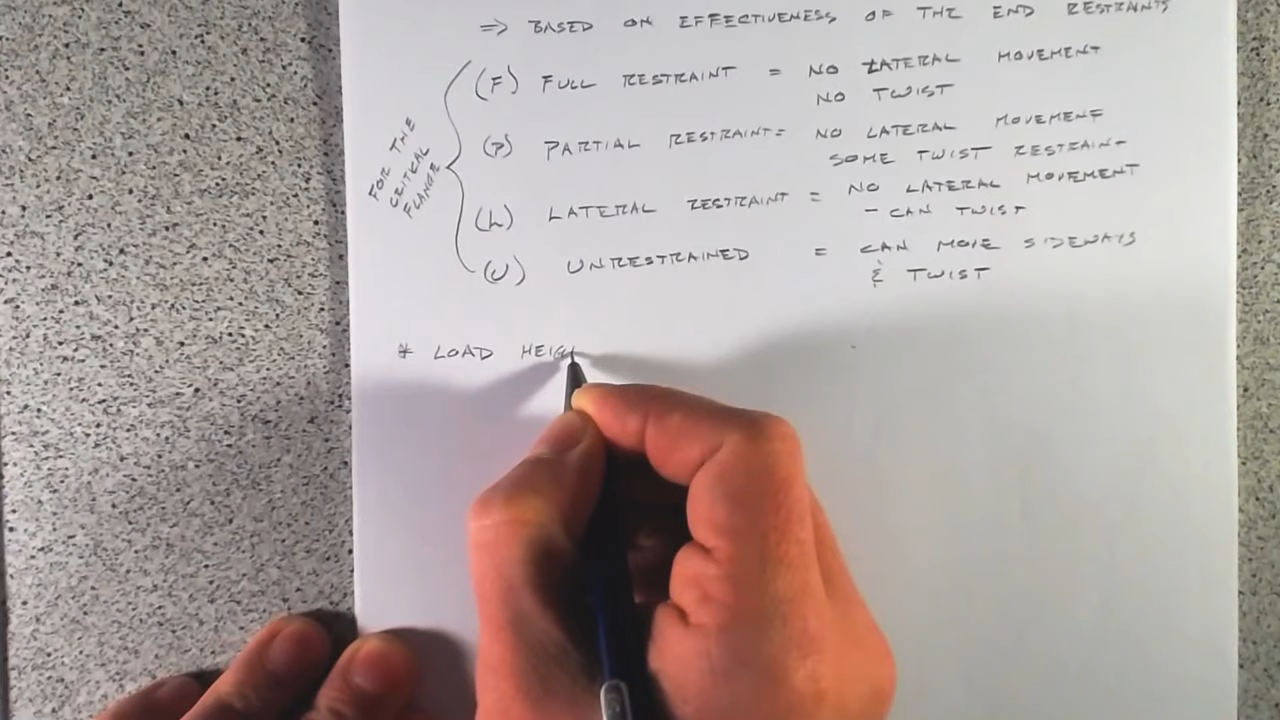 ⇒ BASED ON EFFECTIVENESS OF THE END RESTRAINTS
FOR THE
CRITICAL
FLANGE
(F) FULL RESTRAINT = NO LATERAL MOVEMENT
NO TWIST
(P) PARTIAL RESTRAINT = NO LATERAL MOVEMENT
SOME TWIST RESTRAINT
(L) LATERAL RESTRAINT = NO LATERAL MOVEMENT
- CAN TWIST
(U) UNRESTRAINED = CAN MOVE SIDEWAYS
& TWIST
* LOAD HEIG